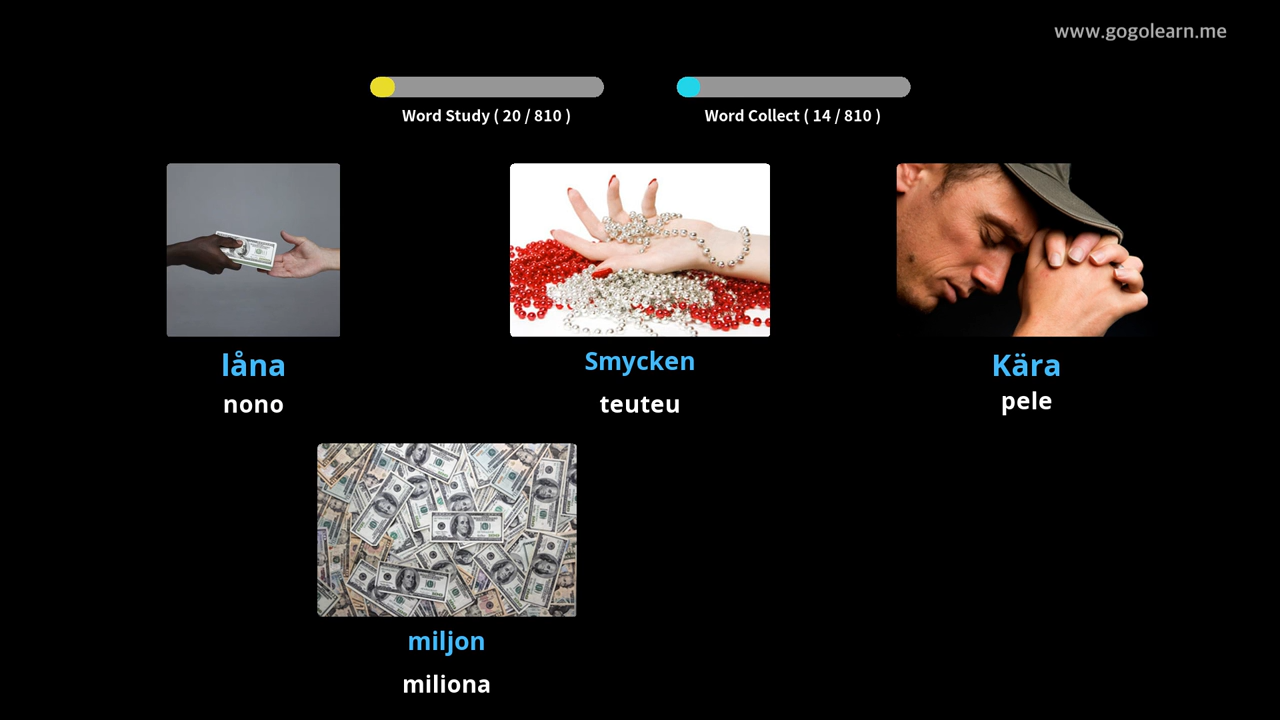 www.gogolearn.me
Word Study ( 20 / 810 )
Word Collect ( 14 / 810 )
låna
nono
Smycken
teuteu
Kära
pele
miljon
miliona